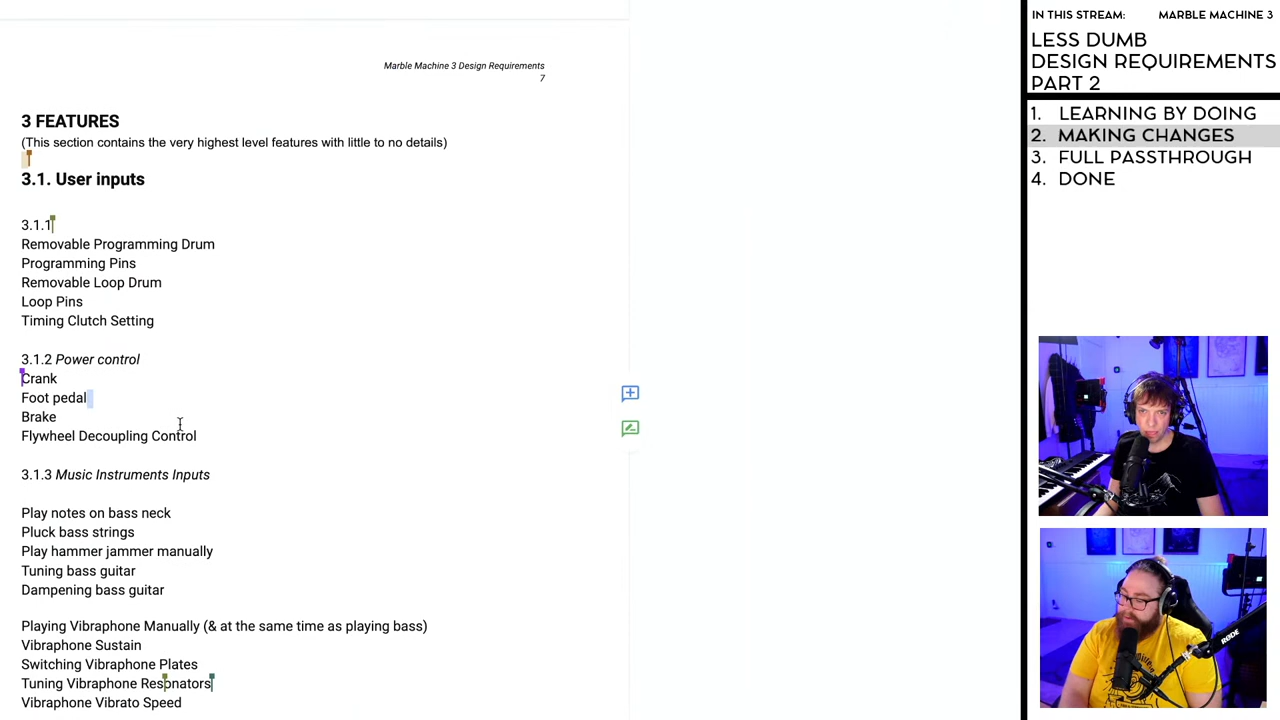 Marble Machine 3 Design Requirements
7
3 FEATURES
(This section contains the very highest level features with little to no details)
3.1. User inputs
3.1.1
Removable Programming Drum
Programming Pins
Removable Loop Drum
Loop Pins
Timing Clutch Setting
3.1.2 Power control
Crank
Foot pedal
Brake
Flywheel Decoupling Control
3.1.3 Music Instruments Inputs
Play notes on bass neck
Pluck bass strings
Play hammer jammer manually
Tuning bass guitar
Dampening bass guitar
Playing Vibraphone Manually (& at the same time as playing bass)
Vibraphone Sustain
Switching Vibraphone Plates
Tuning Vibraphone Resonators
Vibraphone Vibrato Speed
IN THIS STREAM: MARBLE MACHINE 3
LESS DUMB
DESIGN REQUIREMENTS
PART 2
1. LEARNING BY DOING
2. MAKING CHANGES
3. FULL PASSTHROUGH
4. DONE
RØDE